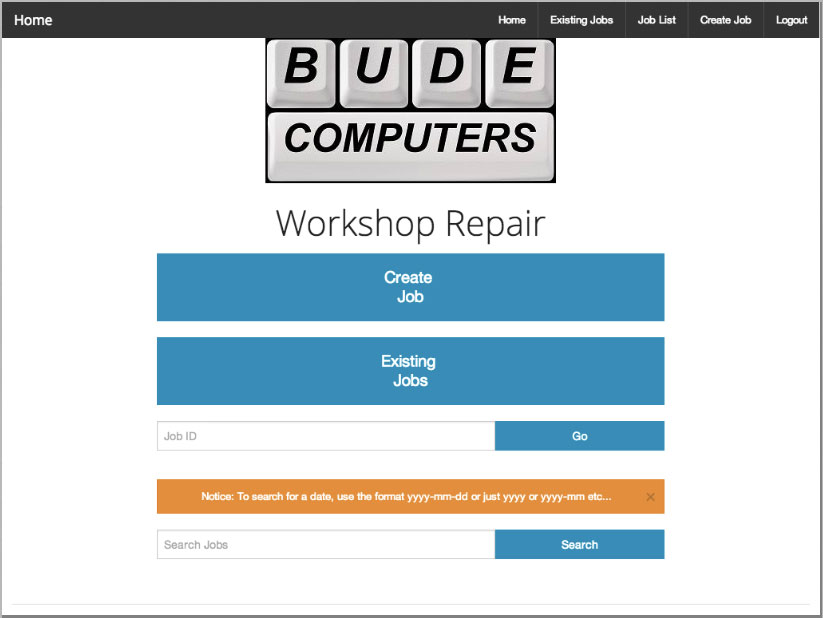 Home
Home Existing Jobs Job List Create Job Logout
BUDE
COMPUTERS
Workshop Repair
Create
Job
Existing
Jobs
Job ID Go
Notice: To search for a date, use the format yyyy-mm-dd or just yyyy or yyyy-mm etc... ×
Search Jobs Search